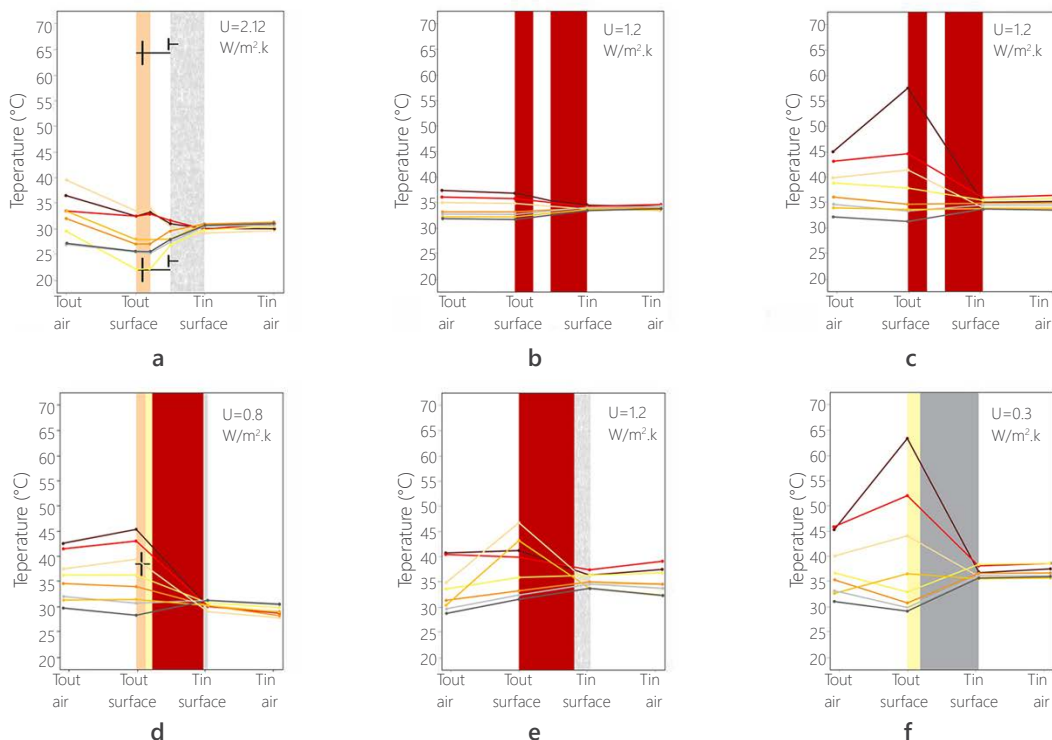 70
65
60
55
50
45
40
35
30
25
20
Teperature (°C)
U=2.12
W/m².k
Tout Tout Tin Tin
air surface surface air
a
70
65
60
55
50
45
40
35
30
25
20
Teperature (°C)
U=1.2
W/m².k
Tout Tout Tin Tin
air surface surface air
b
70
65
60
55
50
45
40
35
30
25
20
Teperature (°C)
U=1.2
W/m².k
Tout Tout Tin Tin
air surface surface air
c
70
65
60
55
50
45
40
35
30
25
20
Teperature (°C)
U=0.8
W/m².k
Tout Tout Tin Tin
air surface surface air
d
70
65
60
55
50
45
40
35
30
25
20
Teperature (°C)
U=1.2
W/m².k
Tout Tout Tin Tin
air surface surface air
e
70
65
60
55
50
45
40
35
30
25
20
Teperature (°C)
U=0.3
W/m².k
Tout Tout Tin Tin
air surface surface air
f